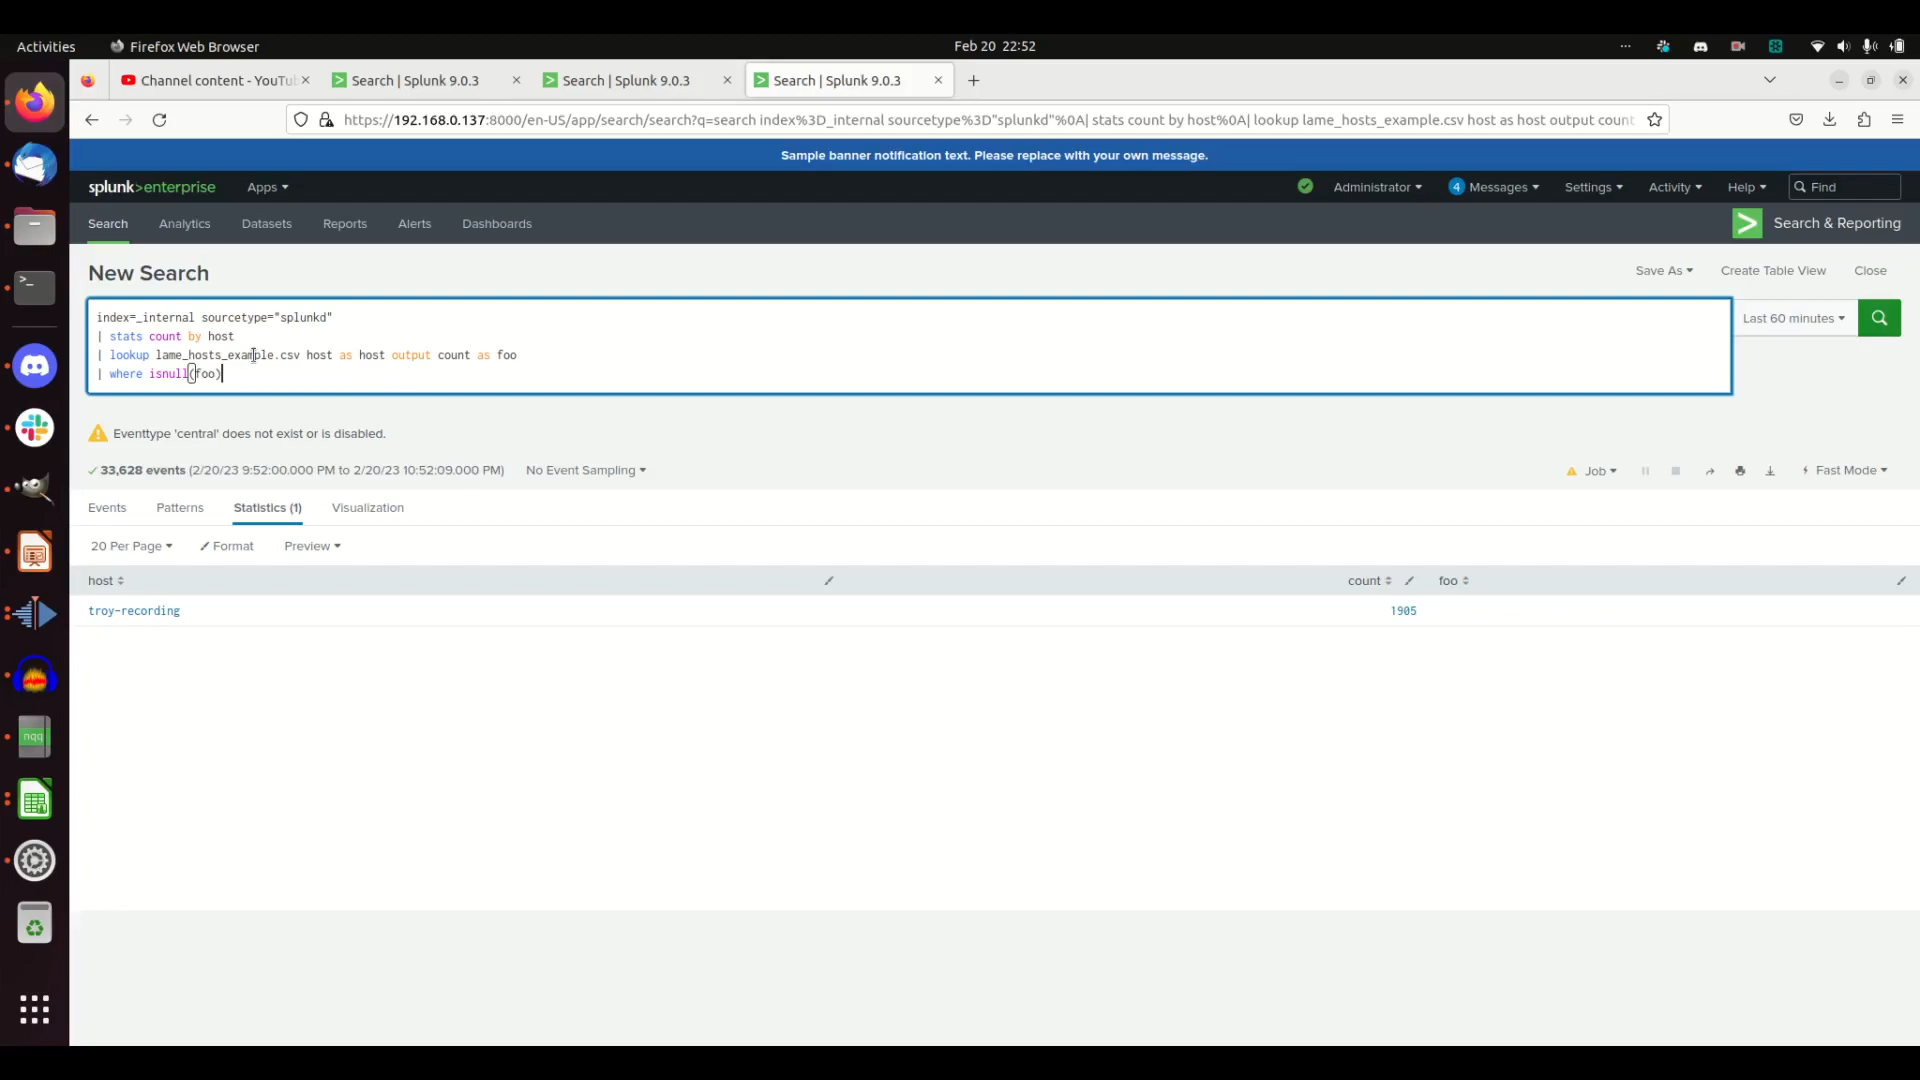 Activities Firefox Web Browser Feb 20 22:52
Channel content - YouTu Search | Splunk 9.0.3 Search | Splunk 9.0.3 Search | Splunk 9.0.3
https://192.168.0.137:8000/en-US/app/search/search?q=search index%3D_internal sourcetype%3D"splunkd"%0A| stats count by host%0A| lookup lame_hosts_example.csv host as host output count
Sample banner notification text. Please replace with your own message.
splunk>enterprise Apps Administrator 4 Messages Settings Activity Help Find
Search Analytics Datasets Reports Alerts Dashboards Search & Reporting
New Search Save As Create Table View Close
index=_internal sourcetype="splunkd" Last 60 minutes
| stats count by host
| lookup lame_hosts_example.csv host as host output count as foo
| where isnull(foo)
Eventtype 'central' does not exist or is disabled.
33,628 events (2/20/23 9:52:00.000 PM to 2/20/23 10:52:09.000 PM) No Event Sampling Job Fast Mode
Events Patterns Statistics (1) Visualization
20 Per Page Format Preview
host count foo
troy-recording 1905
nqq